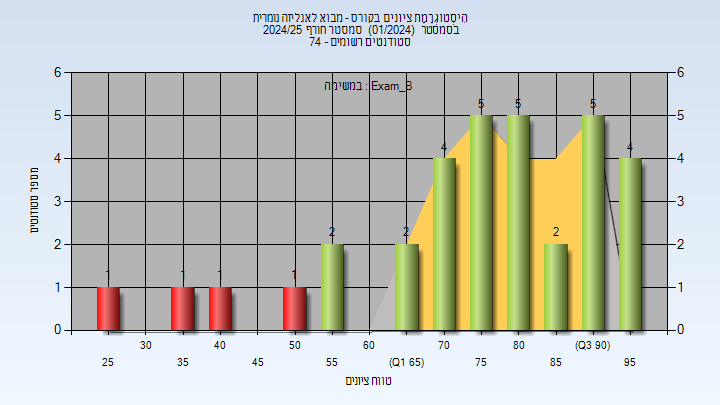 היסטוגרמת ציונים בקורס - מבוא לאנליזה נומרית
בסמסטר (01/2024) סמסטר חורף 2024/25
סטודנטים רשומים - 74
במשימה : Exam_B
מספר סטודנטים
6 6
5 5
4 4
3 3
2 2
1 1
0 0
1 1 1 1 2 2 4 5 5 2 5 4
30 40 50 60 70 80 (Q3 90)
25 35 45 55 (Q1 65) 75 85 95
טווח ציונים